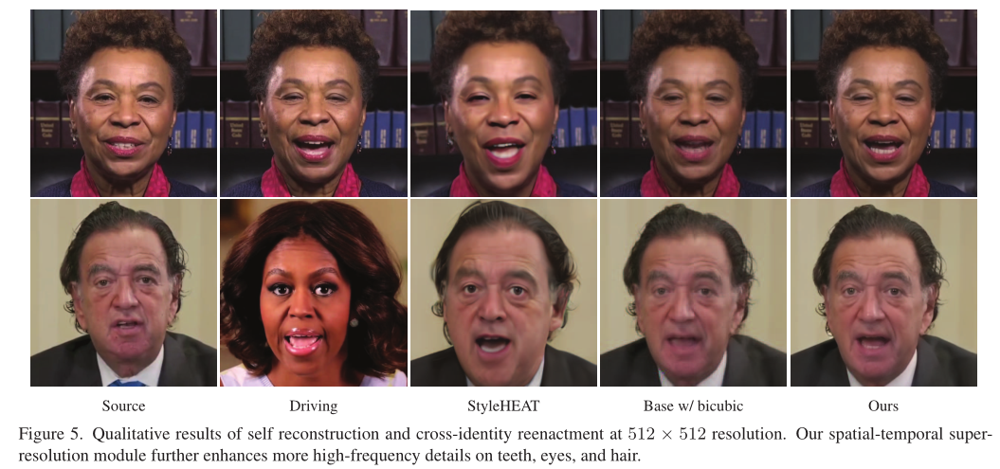 Source Driving StyleHEAT Base w/ bicubic Ours
Figure 5. Qualitative results of self reconstruction and cross-identity reenactment at 512 × 512 resolution. Our spatial-temporal super-
resolution module further enhances more high-frequency details on teeth, eyes, and hair.